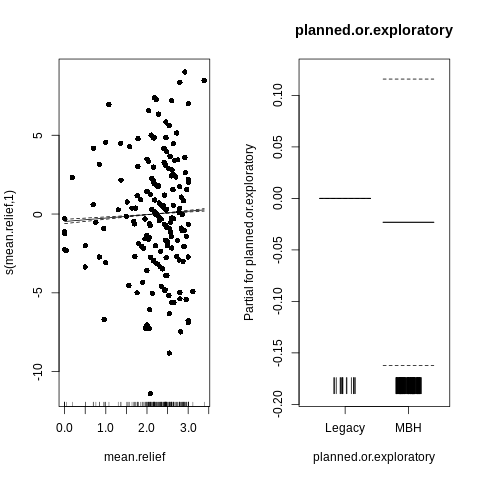 planned.or.exploratory
s(mean.relief,1)
5
0
-5
-10
0.0
1.0
2.0
3.0
mean.relief
Partial for planned.or.exploratory
0.10
0.05
0.00
-0.05
-0.10
-0.15
-0.20
Legacy
MBH
planned.or.exploratory